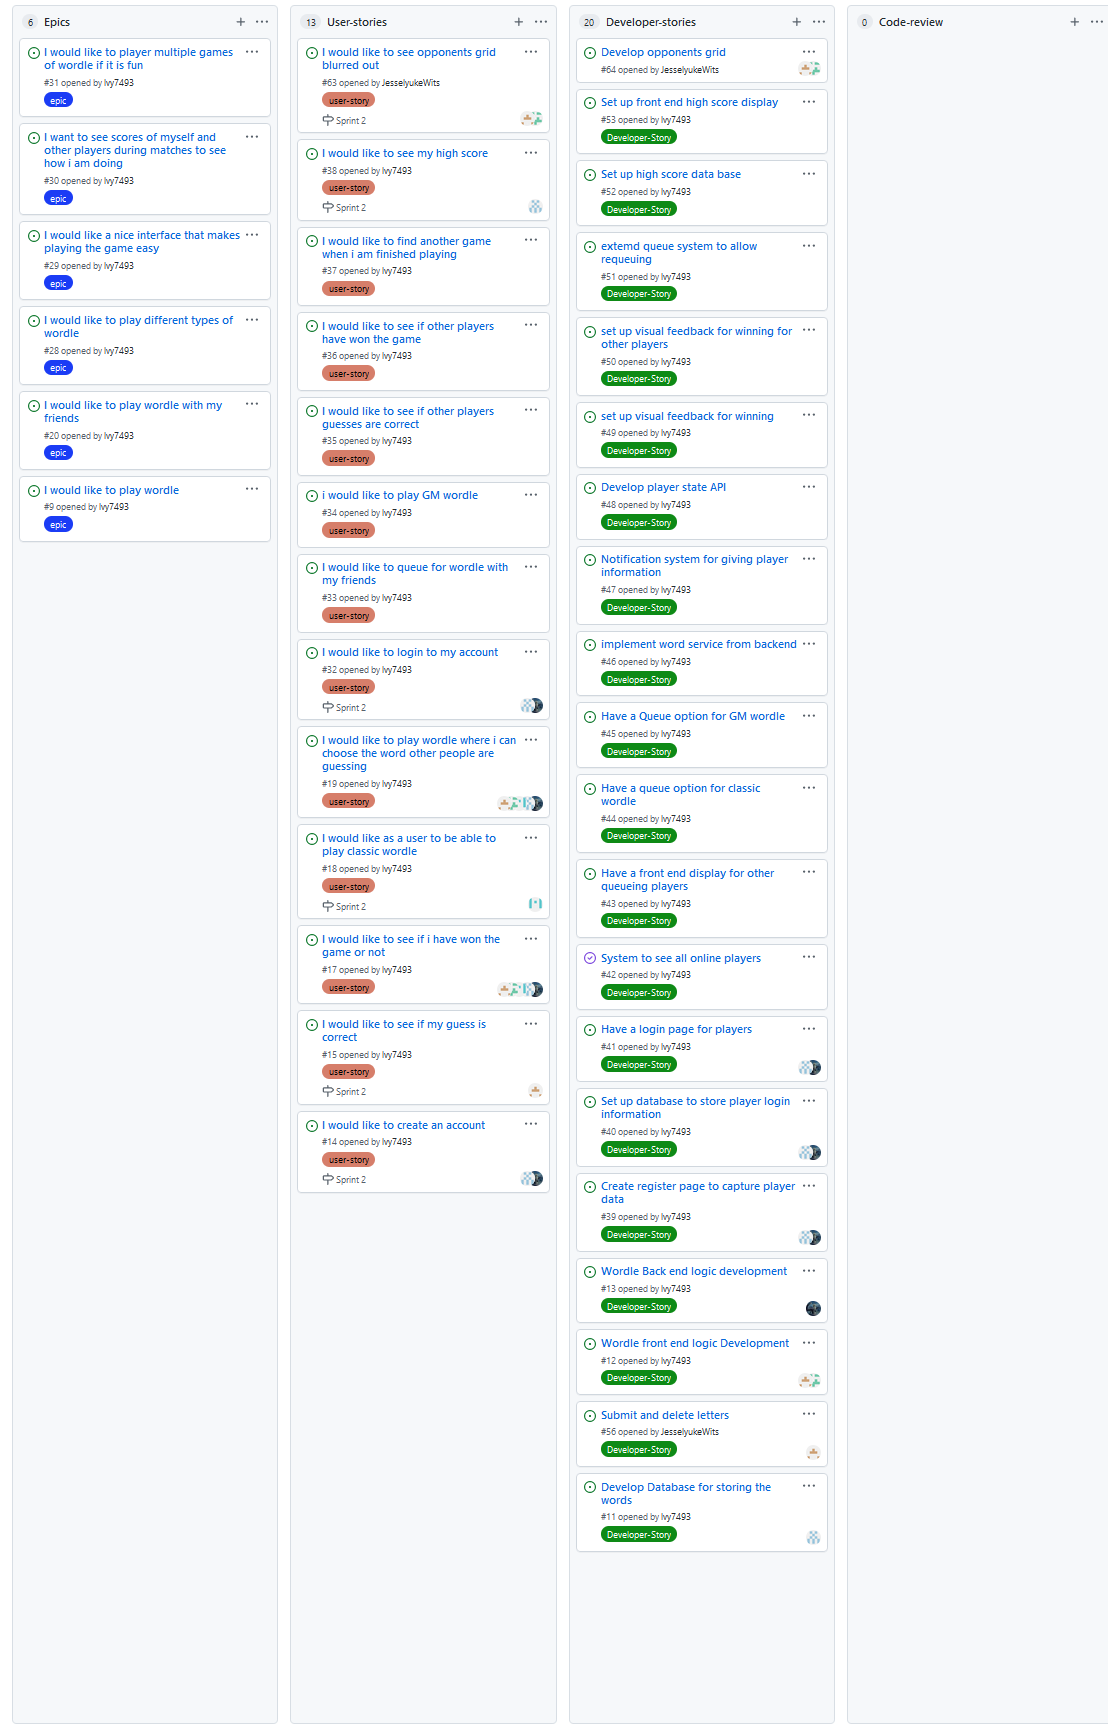 6 Epics
I would like to player multiple games
of wordle if it is fun
#31 opened by Ivy7493
epic
I want to see scores of myself and
other players during matches to see
how i am doing
#30 opened by Ivy7493
epic
I would like a nice interface that makes
playing the game easy
#29 opened by Ivy7493
epic
I would like to play different types of
wordle
#28 opened by Ivy7493
epic
I would like to play wordle with my
friends
#20 opened by Ivy7493
epic
I would like to play wordle
#9 opened by Ivy7493
epic
13 User-stories
I would like to see opponents grid
blurred out
#63 opened by JesselyukeWits
user-story
Sprint 2
I would like to see my high score
#38 opened by Ivy7493
user-story
Sprint 2
I would like to find another game
when i am finished playing
#37 opened by Ivy7493
user-story
I would like to see if other players
have won the game
#36 opened by Ivy7493
user-story
I would like to see if other players
guesses are correct
#35 opened by Ivy7493
user-story
i would like to play GM wordle
#34 opened by Ivy7493
user-story
I would like to queue for wordle with
my friends
#33 opened by Ivy7493
user-story
I would like to login to my account
#32 opened by Ivy7493
user-story
Sprint 2
I would like to play wordle where i can
choose the word other people are
guessing
#19 opened by Ivy7493
user-story
I would like as a user to be able to
play classic wordle
#18 opened by Ivy7493
user-story
Sprint 2
I would like to see if i have won the
game or not
#17 opened by Ivy7493
user-story
I would like to see if my guess is
correct
#15 opened by Ivy7493
user-story
Sprint 2
I would like to create an account
#14 opened by Ivy7493
user-story
Sprint 2
20 Developer-stories
Develop opponents grid
#64 opened by JesselyukeWits
Set up front end high score display
#53 opened by Ivy7493
Developer-Story
Set up high score data base
#52 opened by Ivy7493
Developer-Story
extemd queue system to allow
requeuing
#51 opened by Ivy7493
Developer-Story
set up visual feedback for winning for
other players
#50 opened by Ivy7493
Developer-Story
set up visual feedback for winning
#49 opened by Ivy7493
Developer-Story
Develop player state API
#48 opened by Ivy7493
Developer-Story
Notification system for giving player
information
#47 opened by Ivy7493
Developer-Story
implement word service from backend
#46 opened by Ivy7493
Developer-Story
Have a Queue option for GM wordle
#45 opened by Ivy7493
Developer-Story
Have a queue option for classic
wordle
#44 opened by Ivy7493
Developer-Story
Have a front end display for other
queueing players
#43 opened by Ivy7493
Developer-Story
System to see all online players
#42 opened by Ivy7493
Developer-Story
Have a login page for players
#41 opened by Ivy7493
Developer-Story
Set up database to store player login
information
#40 opened by Ivy7493
Developer-Story
Create register page to capture player
data
#39 opened by Ivy7493
Developer-Story
Wordle Back end logic development
#13 opened by Ivy7493
Developer-Story
Wordle front end logic Development
#12 opened by Ivy7493
Developer-Story
Submit and delete letters
#56 opened by JesselyukeWits
Developer-Story
Develop Database for storing the
words
#11 opened by Ivy7493
Developer-Story
0 Code-review